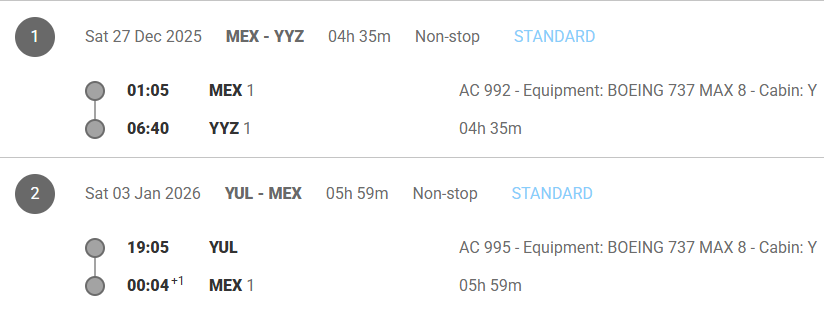 1 Sat 27 Dec 2025 MEX - YYZ 04h 35m Non-stop STANDARD
01:05 MEX 1 AC 992 - Equipment: BOEING 737 MAX 8 - Cabin: Y
06:40 YYZ 1 04h 35m
2 Sat 03 Jan 2026 YUL - MEX 05h 59m Non-stop STANDARD
19:05 YUL AC 995 - Equipment: BOEING 737 MAX 8 - Cabin: Y
00:04 +1 MEX 1 05h 59m